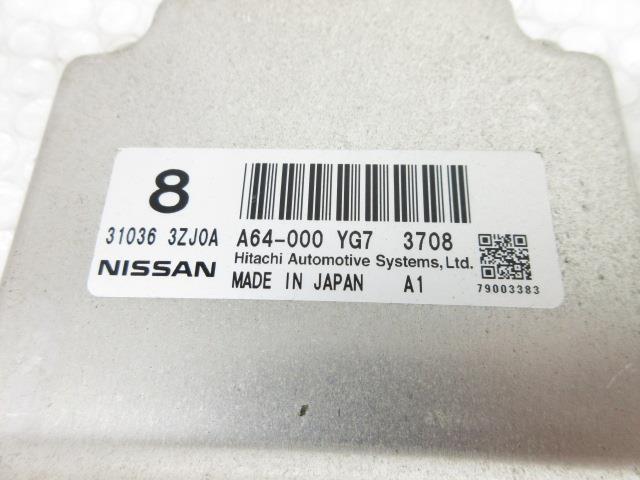 8
31036 3ZJ0A A64-000 YG7 3708
NISSAN Hitachi Automotive Systems, Ltd.
MADE IN JAPAN A1
79003383